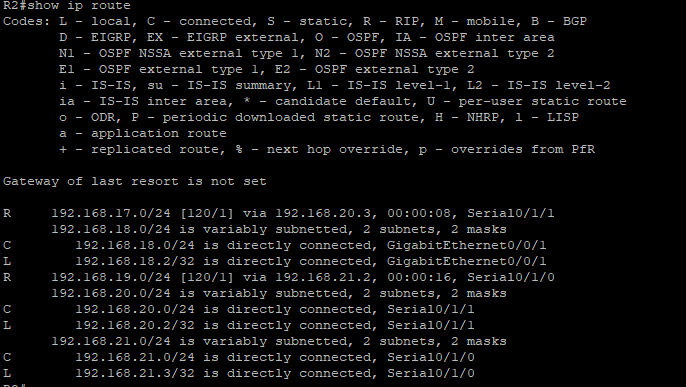 R2#show ip route
Codes: L - local, C - connected, S - static, R - RIP, M - mobile, B - BGP
       D - EIGRP, EX - EIGRP external, O - OSPF, IA - OSPF inter area
       N1 - OSPF NSSA external type 1, N2 - OSPF NSSA external type 2
       E1 - OSPF external type 1, E2 - OSPF external type 2
       i - IS-IS, su - IS-IS summary, L1 - IS-IS level-1, L2 - IS-IS level-2
       ia - IS-IS inter area, * - candidate default, U - per-user static route
       o - ODR, P - periodic downloaded static route, H - NHRP, l - LISP
       a - application route
       + - replicated route, % - next hop override, p - overrides from PfR
Gateway of last resort is not set
R     192.168.17.0/24 [120/1] via 192.168.20.3, 00:00:08, Serial0/1/1
      192.168.18.0/24 is variably subnetted, 2 subnets, 2 masks
C        192.168.18.0/24 is directly connected, GigabitEthernet0/0/1
L        192.168.18.2/32 is directly connected, GigabitEthernet0/0/1
R     192.168.19.0/24 [120/1] via 192.168.21.2, 00:00:16, Serial0/1/0
      192.168.20.0/24 is variably subnetted, 2 subnets, 2 masks
C        192.168.20.0/24 is directly connected, Serial0/1/1
L        192.168.20.2/32 is directly connected, Serial0/1/1
      192.168.21.0/24 is variably subnetted, 2 subnets, 2 masks
C        192.168.21.0/24 is directly connected, Serial0/1/0
L        192.168.21.3/32 is directly connected, Serial0/1/0